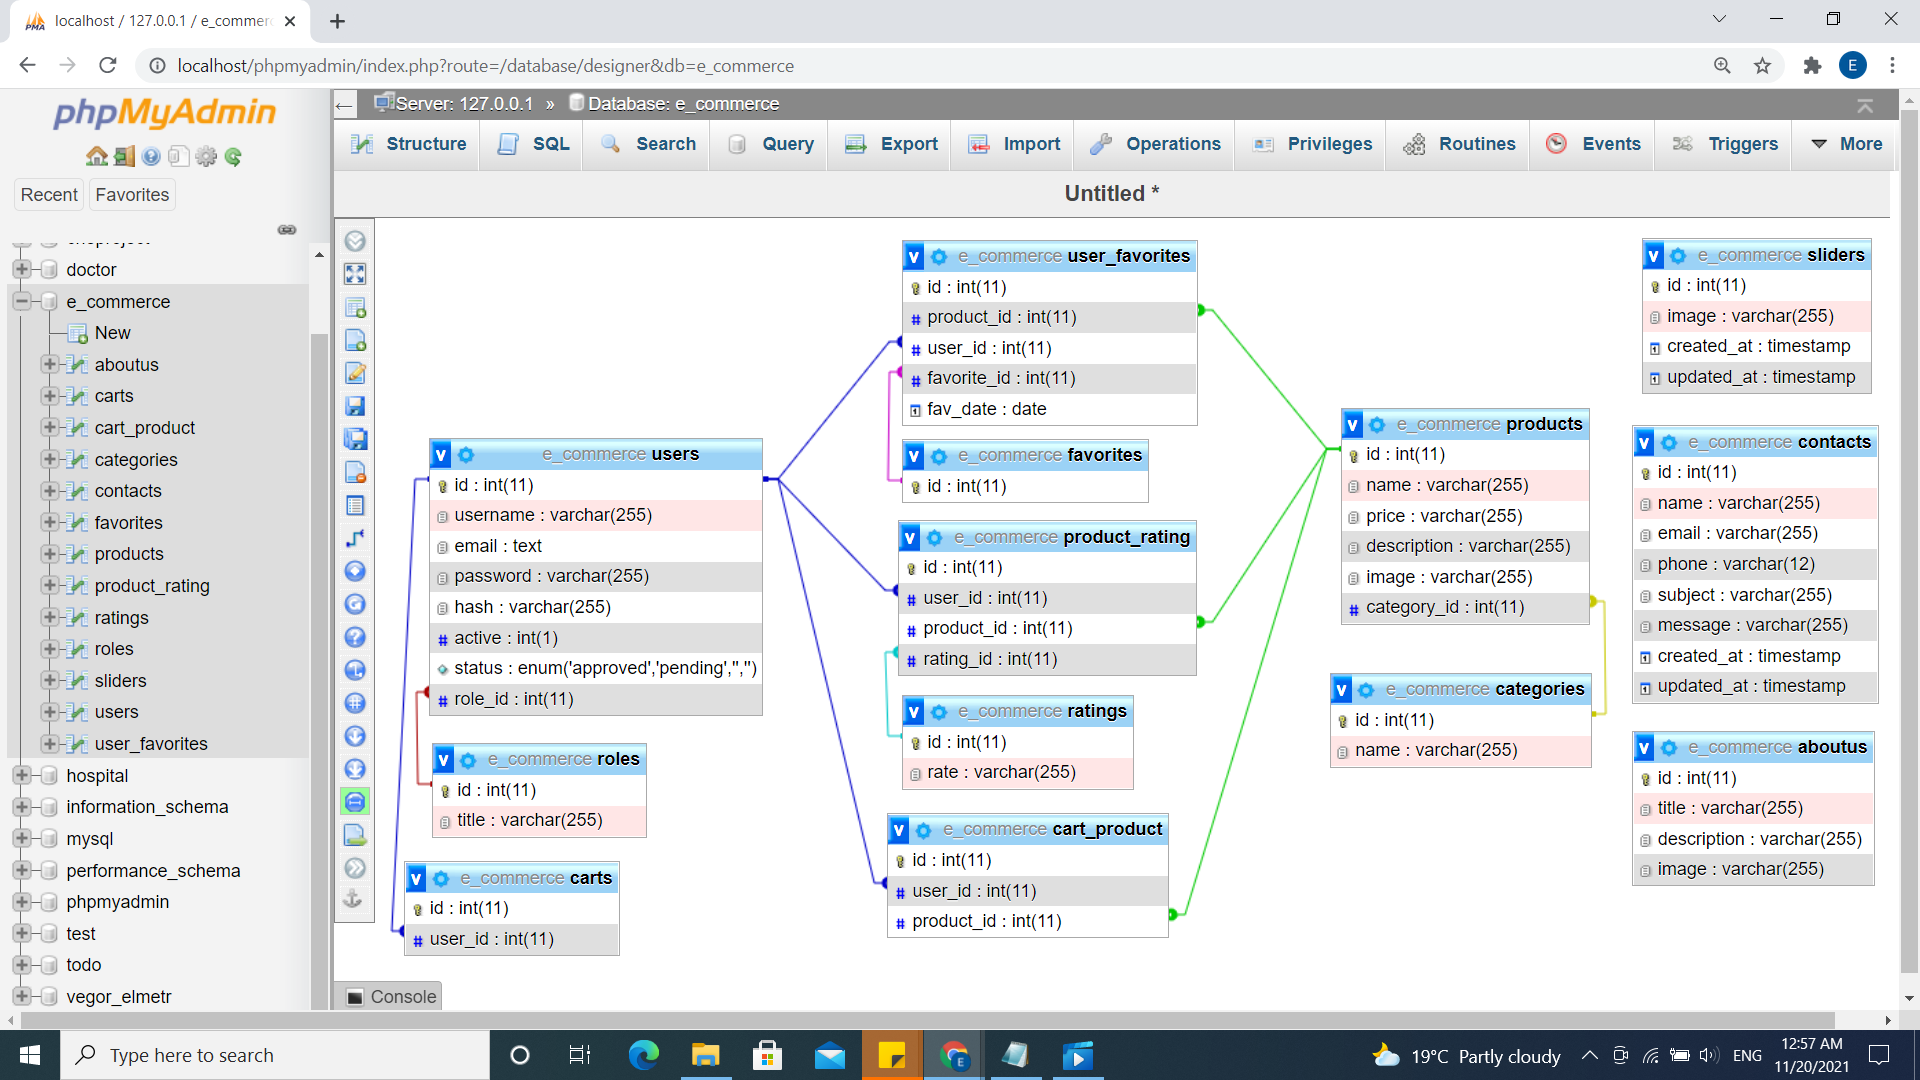 localhost / 127.0.0.1 / e_commerc
localhost/phpmyadmin/index.php?route=/database/designer&db=e_commerce
E
phpMyAdmin
Recent
Favorites
doctor
e_commerce
New
aboutus
carts
cart_product
categories
contacts
favorites
products
product_rating
ratings
roles
sliders
users
user_favorites
hospital
information_schema
mysql
performance_schema
phpmyadmin
test
todo
vegor_elmetr
Server: 127.0.0.1 » Database: e_commerce
Structure SQL Search Query Export Import Operations Privileges Routines Events Triggers More
Untitled *
v e_commerce users
id : int(11)
username : varchar(255)
email : text
password : varchar(255)
hash : varchar(255)
# active : int(1)
status : enum('approved','pending','','')
# role_id : int(11)
v e_commerce roles
id : int(11)
title : varchar(255)
v e_commerce carts
id : int(11)
# user_id : int(11)
v e_commerce user_favorites
id : int(11)
# product_id : int(11)
# user_id : int(11)
# favorite_id : int(11)
fav_date : date
v e_commerce favorites
id : int(11)
v e_commerce product_rating
id : int(11)
# user_id : int(11)
# product_id : int(11)
# rating_id : int(11)
v e_commerce ratings
id : int(11)
rate : varchar(255)
v e_commerce cart_product
id : int(11)
# user_id : int(11)
# product_id : int(11)
v e_commerce products
id : int(11)
name : varchar(255)
price : varchar(255)
description : varchar(255)
image : varchar(255)
# category_id : int(11)
v e_commerce categories
id : int(11)
name : varchar(255)
v e_commerce sliders
id : int(11)
image : varchar(255)
created_at : timestamp
updated_at : timestamp
v e_commerce contacts
id : int(11)
name : varchar(255)
email : varchar(255)
phone : varchar(12)
subject : varchar(255)
message : varchar(255)
created_at : timestamp
updated_at : timestamp
v e_commerce aboutus
id : int(11)
title : varchar(255)
description : varchar(255)
image : varchar(255)
Console
Type here to search
19°C Partly cloudy
ENG
12:57 AM
11/20/2021